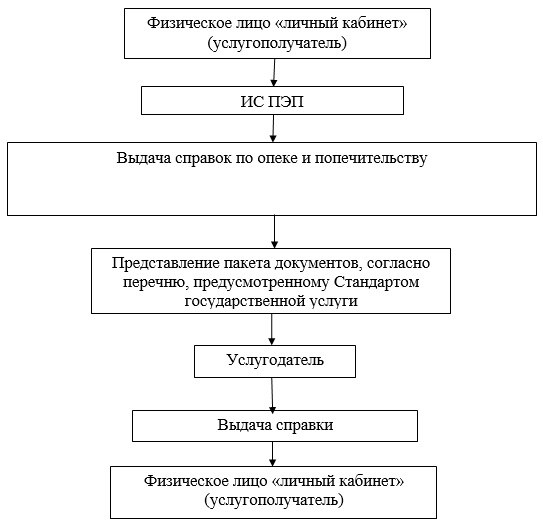 Физическое лицо «личный кабинет»
(услугополучатель)
ИС ПЭП
Выдача справок по опеке и попечительству
Представление пакета документов, согласно
перечню, предусмотренному Стандартом
государственной услуги
Услугодатель
Выдача справки
Физическое лицо «личный кабинет»
(услугополучатель)